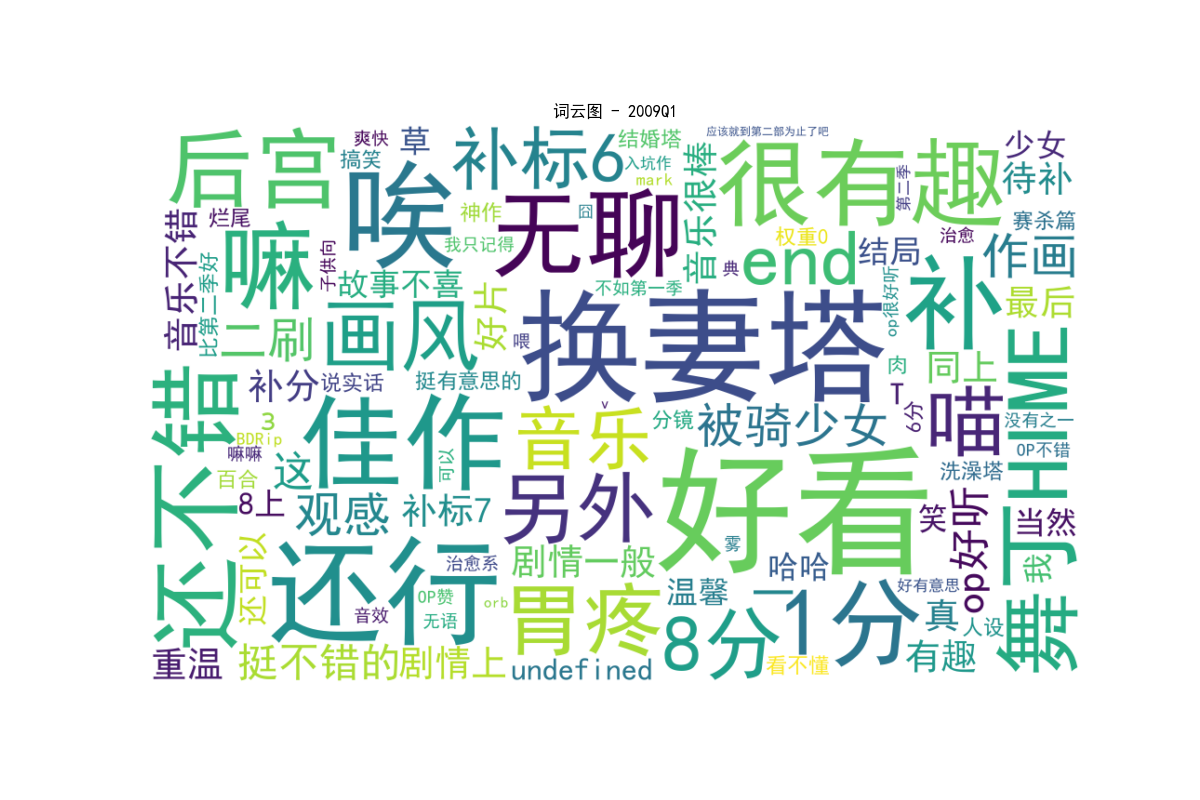 词云图 - 2009Q1
应该就到第二部为止了吧
爽快
草
补标6
结婚塔
后宫
搞笑
唉
入坑作
mark
音乐很棒
很有趣
第二季
少女
待补
烂尾
神作
囧
无聊
权重0
治愈
赛杀篇
音乐不错
嘛
子供向
我只记得
典
end
结局
作画
比第二季好
故事不喜
不如第一季
op很好听
补
最后
二刷
画风
好片
喂
换妻塔
肉
同上
舞丁HIME
还不错
补分
说实话
挺有意思的
v
T
6分
喵
没有之一
3
BDRip
嘛嘛
佳作
音乐
分镜
被骑少女
OP不错
百合
这
可以
洗澡塔
8上
观感
补标7
另外
好看
笑
op好听
当然
还可以
还行
治愈系
剧情一般
雾
哈哈
好有意思
我
音效
OP赞
无语
orb
胃疼
温馨
一
1分
真
人设
重温
挺不错的
剧情上
undefined
8分
看不懂
有趣